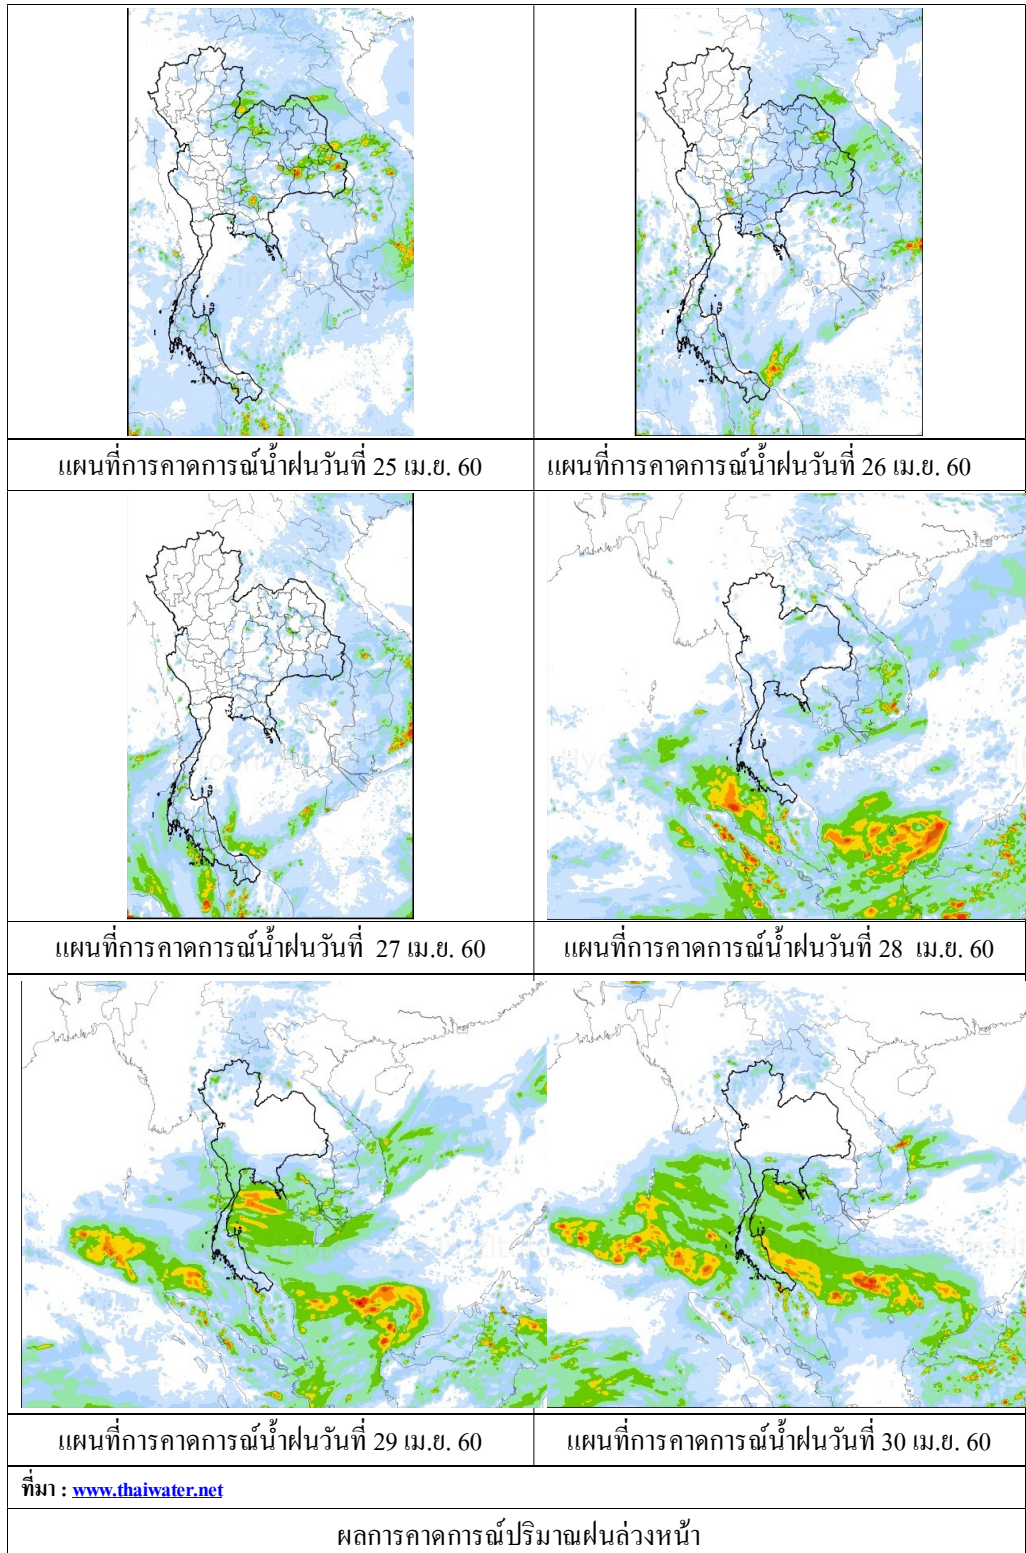 แผนที่การคาดการณ์น้ำฝนวันที่ 25 เม.ย. 60
แผนที่การคาดการณ์น้ำฝนวันที่ 26 เม.ย. 60
แผนที่การคาดการณ์น้ำฝนวันที่ 27 เม.ย. 60
แผนที่การคาดการณ์น้ำฝนวันที่ 28 เม.ย. 60
แผนที่การคาดการณ์น้ำฝนวันที่ 29 เม.ย. 60
แผนที่การคาดการณ์น้ำฝนวันที่ 30 เม.ย. 60
ที่มา : www.thaiwater.net
ผลการคาดการณ์ปริมาณฝนล่วงหน้า